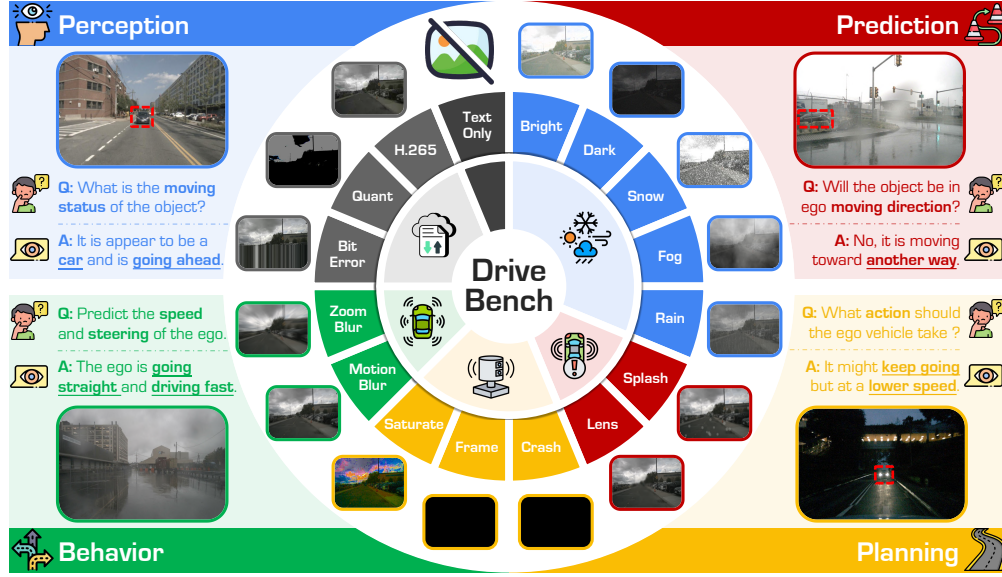 Perception
Q: What is the moving
status of the object?
A: It is appear to be a
car and is going ahead.
Prediction
Q: Will the object be in
ego moving direction?
A: No, it is moving
toward another way.
Text
Only
Bright
Dark
Snow
Fog
Rain
Splash
Lens
Crash
Frame
Saturate
Motion
Blur
Zoom
Blur
Bit
Error
Quant
H.265
Drive
Bench
Q: Predict the speed
and steering of the ego.
A: The ego is going
straight and driving fast.
Behavior
Q: What action should
the ego vehicle take ?
A: It might keep going
but at a lower speed.
Planning